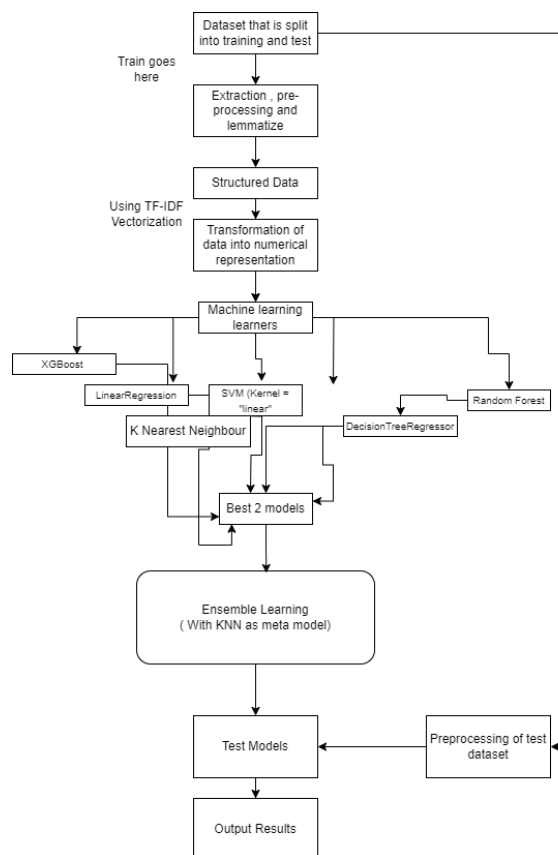 Dataset that is split
into training and test
Train goes
here
Extraction , pre-
processing and
lemmatize
Structured Data
Using TF-IDF
Vectorization
Transformation of
data into numerical
representation
Machine learning
learners
XGBoost
LinearRegression
SVM (Kernel =
"linear"
Random Forest
K Nearest Neighbour
DecisionTreeRegressor
Best 2 models
Ensemble Learning
( With KNN as meta model)
Test Models
Preprocessing of test
dataset
Output Results